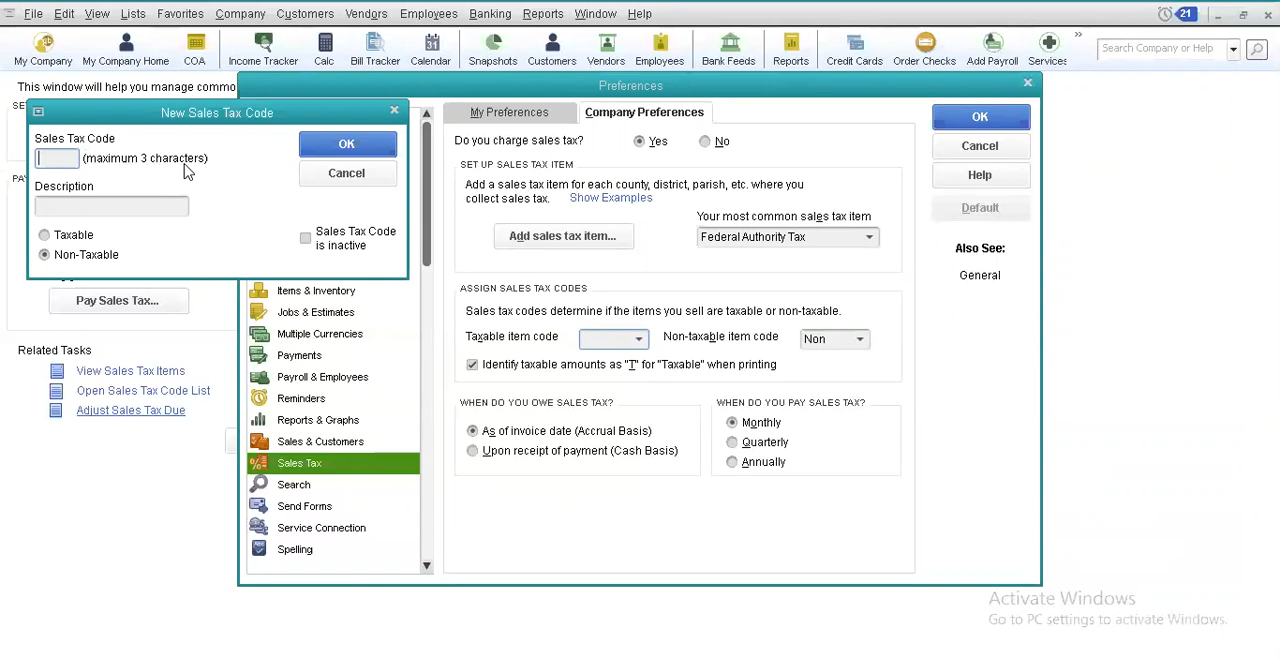 File Edit View Lists Favorites Company Customers Vendors Employees Banking Reports Window Help
21
31
My Company My Company Home COA Income Tracker Calc Bill Tracker Calendar Snapshots Customers Vendors Employees Bank Feeds Reports Credit Cards Order Checks Add Payroll Services
Search Company or Help
This window will help you manage commo
Preferences
New Sales Tax Code
Sales Tax Code
(maximum 3 characters)
OK
Cancel
Description
Taxable
Non-Taxable
Sales Tax Code
is inactive
Pay Sales Tax...
Related Tasks
View Sales Tax Items
Open Sales Tax Code List
Adjust Sales Tax Due
Items & Inventory
Jobs & Estimates
Multiple Currencies
Payments
Payroll & Employees
Reminders
Reports & Graphs
Sales & Customers
Sales Tax
Search
Send Forms
Service Connection
Spelling
My Preferences Company Preferences
Do you charge sales tax? Yes No
SET UP SALES TAX ITEM
Add a sales tax item for each county, district, parish, etc. where you
collect sales tax. Show Examples
Your most common sales tax item
Add sales tax item... Federal Authority Tax
ASSIGN SALES TAX CODES
Sales tax codes determine if the items you sell are taxable or non-taxable.
Taxable item code Non-taxable item code Non
Identify taxable amounts as "T" for "Taxable" when printing
WHEN DO YOU OWE SALES TAX?
As of invoice date (Accrual Basis)
Upon receipt of payment (Cash Basis)
WHEN DO YOU PAY SALES TAX?
Monthly
Quarterly
Annually
OK
Cancel
Help
Default
Also See:
General
Activate Windows
Go to PC settings to activate Windows.